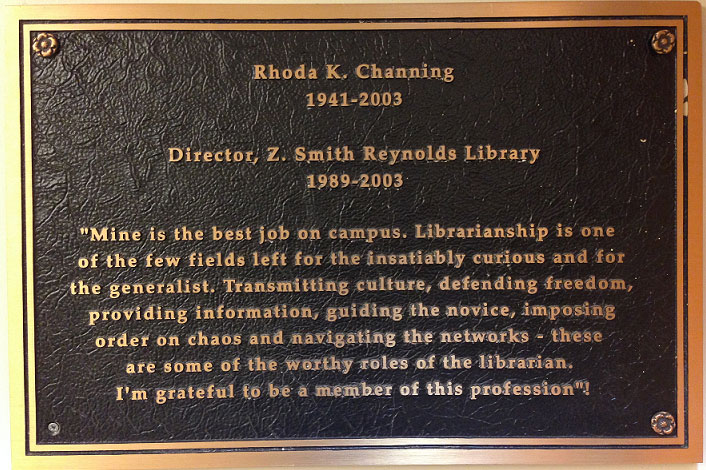 Rhoda K. Channing
1941-2003
Director, Z. Smith Reynolds Library
1989-2003
"Mine is the best job on campus. Librarianship is one
of the few fields left for the insatiably curious and for
the generalist. Transmitting culture, defending freedom,
providing information, guiding the novice, imposing
order on chaos and navigating the networks - these
are some of the worthy roles of the librarian.
I'm grateful to be a member of this profession"!